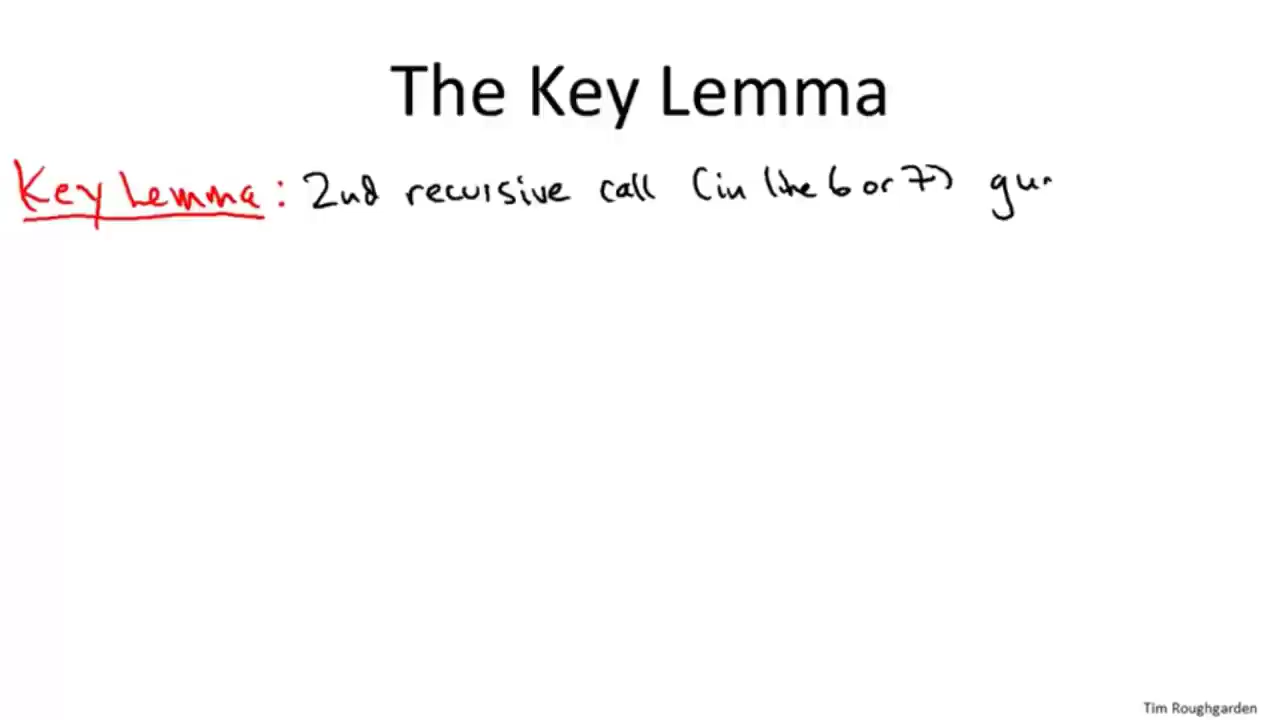 The Key Lemma
Key Lemma: 2nd recursive call (in line 6 or 7)
Tim Roughgarden